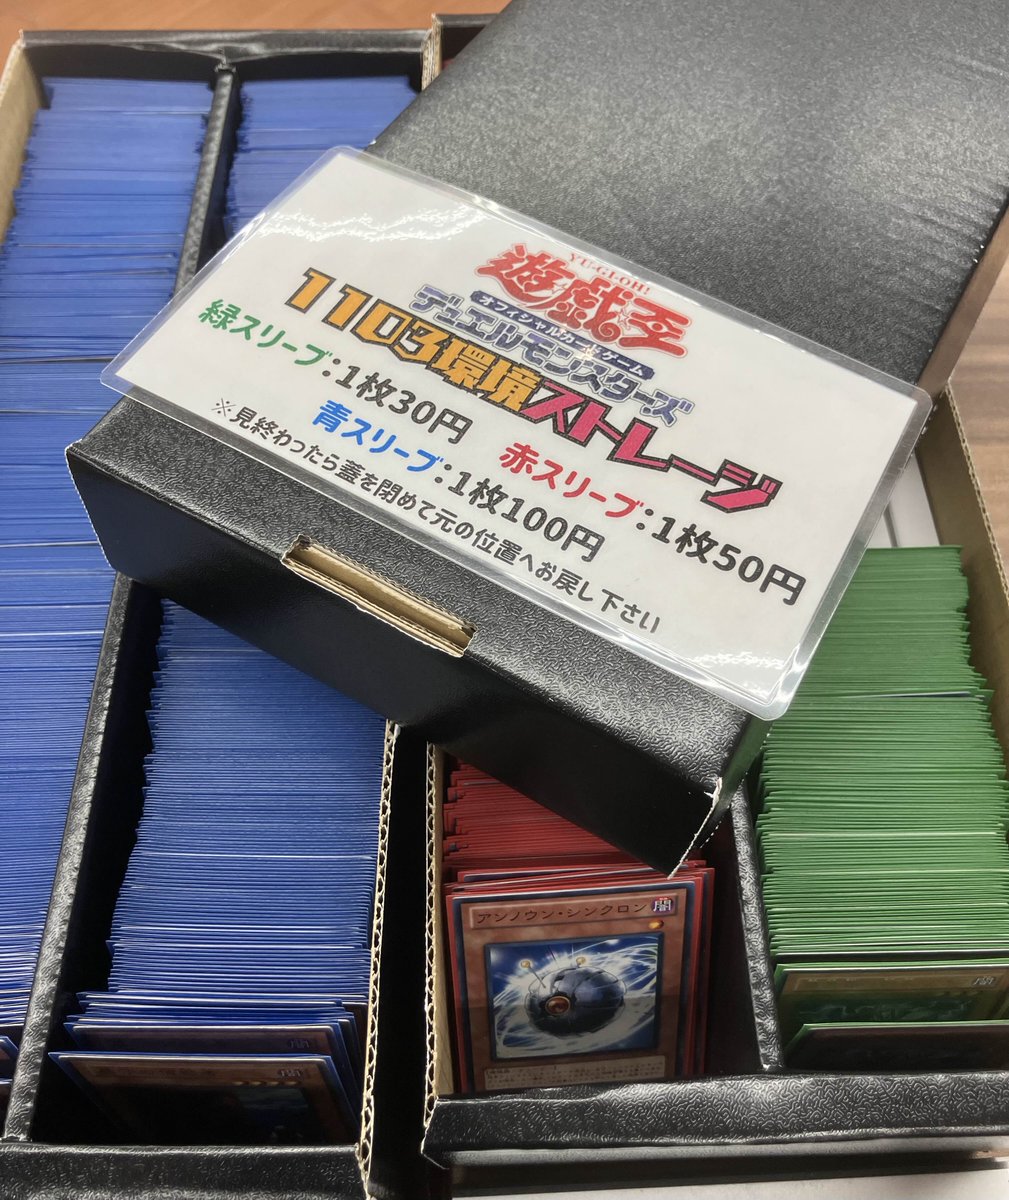 YU-GI-OH!
遊戯王
オフィシャルカードゲーム
デュエルモンスターズ
1103環境ストレージ
緑スリーブ:1枚30円
赤スリーブ:1枚50円
青スリーブ:1枚100円
※見終わったら蓋を閉めて元の位置へお戻し下さい
アンノウン・シンクロン
闇